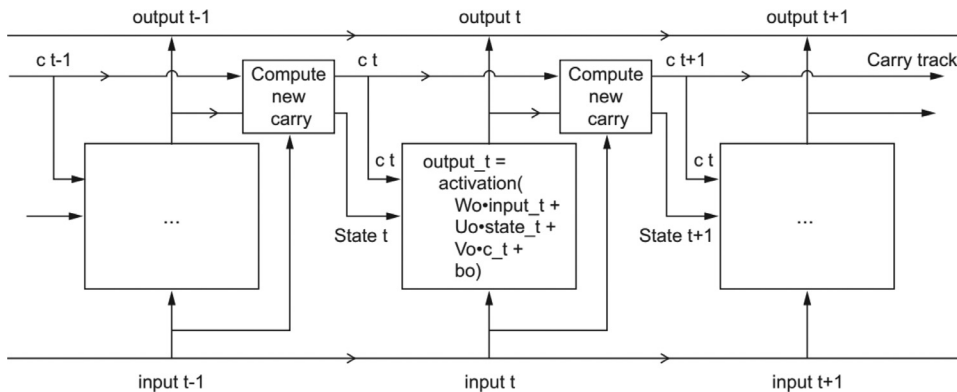 output t-1
output t
output t+1
c t-1
Compute
new
carry
c t
Compute
new
carry
c t+1
Carry track
...
c t
output_t =
activation(
Wo•input_t +
Uo•state_t +
Vo•c_t +
bo)
c t
...
State t
State t+1
input t-1
input t
input t+1